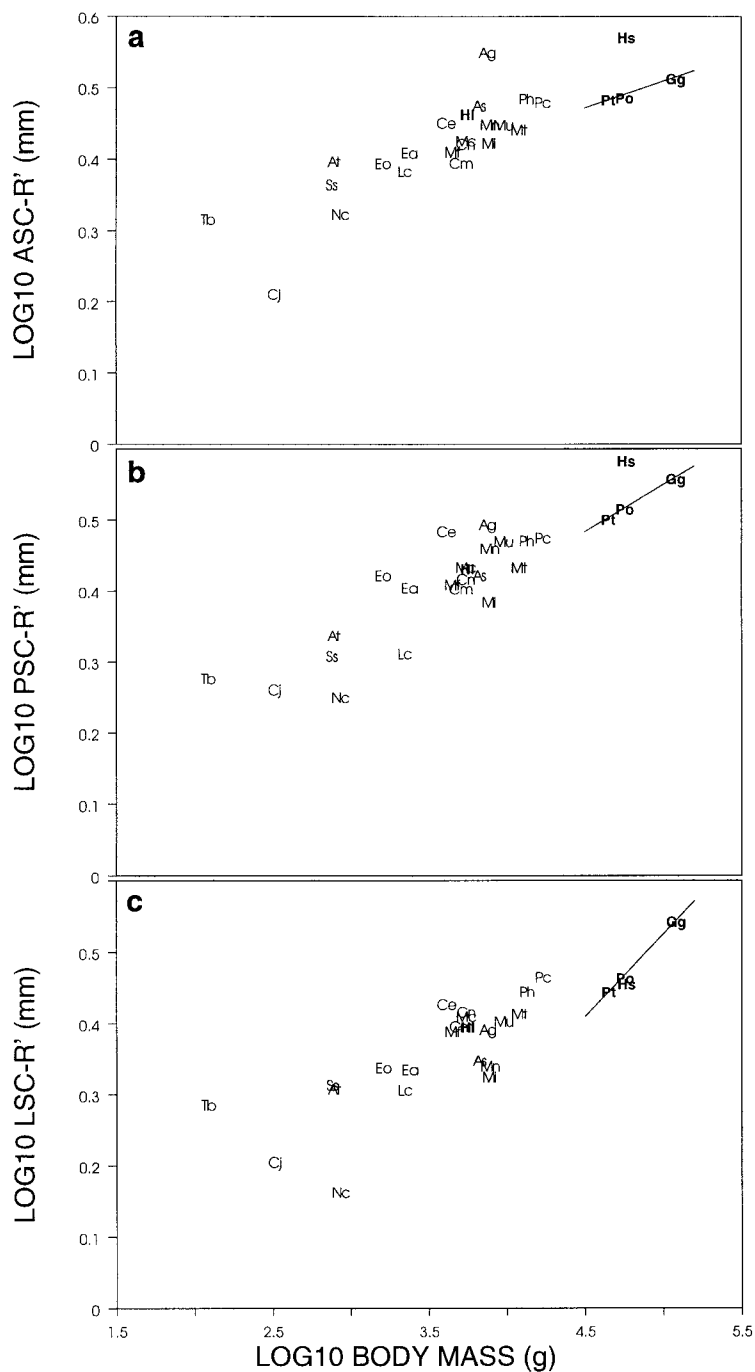 a
0.6
0.5
0.4
0.3
0.2
0.1
0
LOG10 ASC-R' (mm)
Hs
Ag
Gg
Pt
Po
Ph
Pc
As
Hl
Ce
Mn
Mu
Mt
Mi
Mf
Cm
Ea
Eo
Lc
At
Ss
Nc
Tb
Cj
b
0.5
0.4
0.3
0.2
0.1
0
LOG10 PSC-R' (mm)
Hs
Gg
Po
Pt
Ag
Ce
Mu
Ph
Pc
Mn
Mt
As
Cn
Mf
Cm
Mi
Eo
Ea
At
Ss
Lc
Tb
Cj
Nc
c
0.5
0.4
0.3
0.2
0.1
0
LOG10 LSC-R' (mm)
Gg
Po
Hs
Pt
Pc
Ph
Ce
Cn
Mt
Mu
Mf
Hl
Ag
As
Mn
Mi
Eo
Ea
Lc
At
Tb
Cj
Nc
1.5
2.5
3.5
4.5
5.5
LOG10 BODY MASS (g)